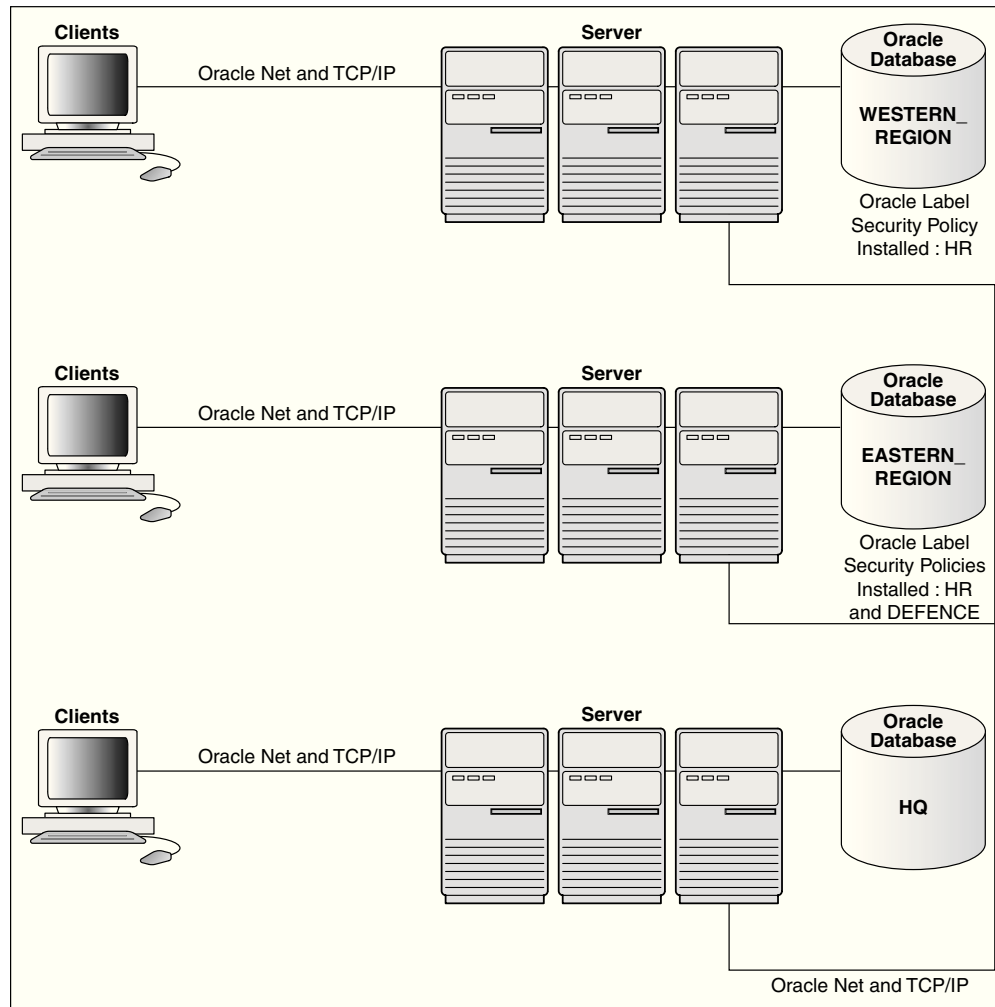 Clients
Server
Oracle
Database
Oracle Net and TCP/IP
WESTERN_
REGION
Oracle Label
Security Policy
Installed : HR
Clients
Server
Oracle
Database
Oracle Net and TCP/IP
EASTERN_
REGION
Oracle Label
Security Policies
Installed : HR
and DEFENCE
Clients
Server
Oracle
Database
Oracle Net and TCP/IP
HQ
Oracle Net and TCP/IP